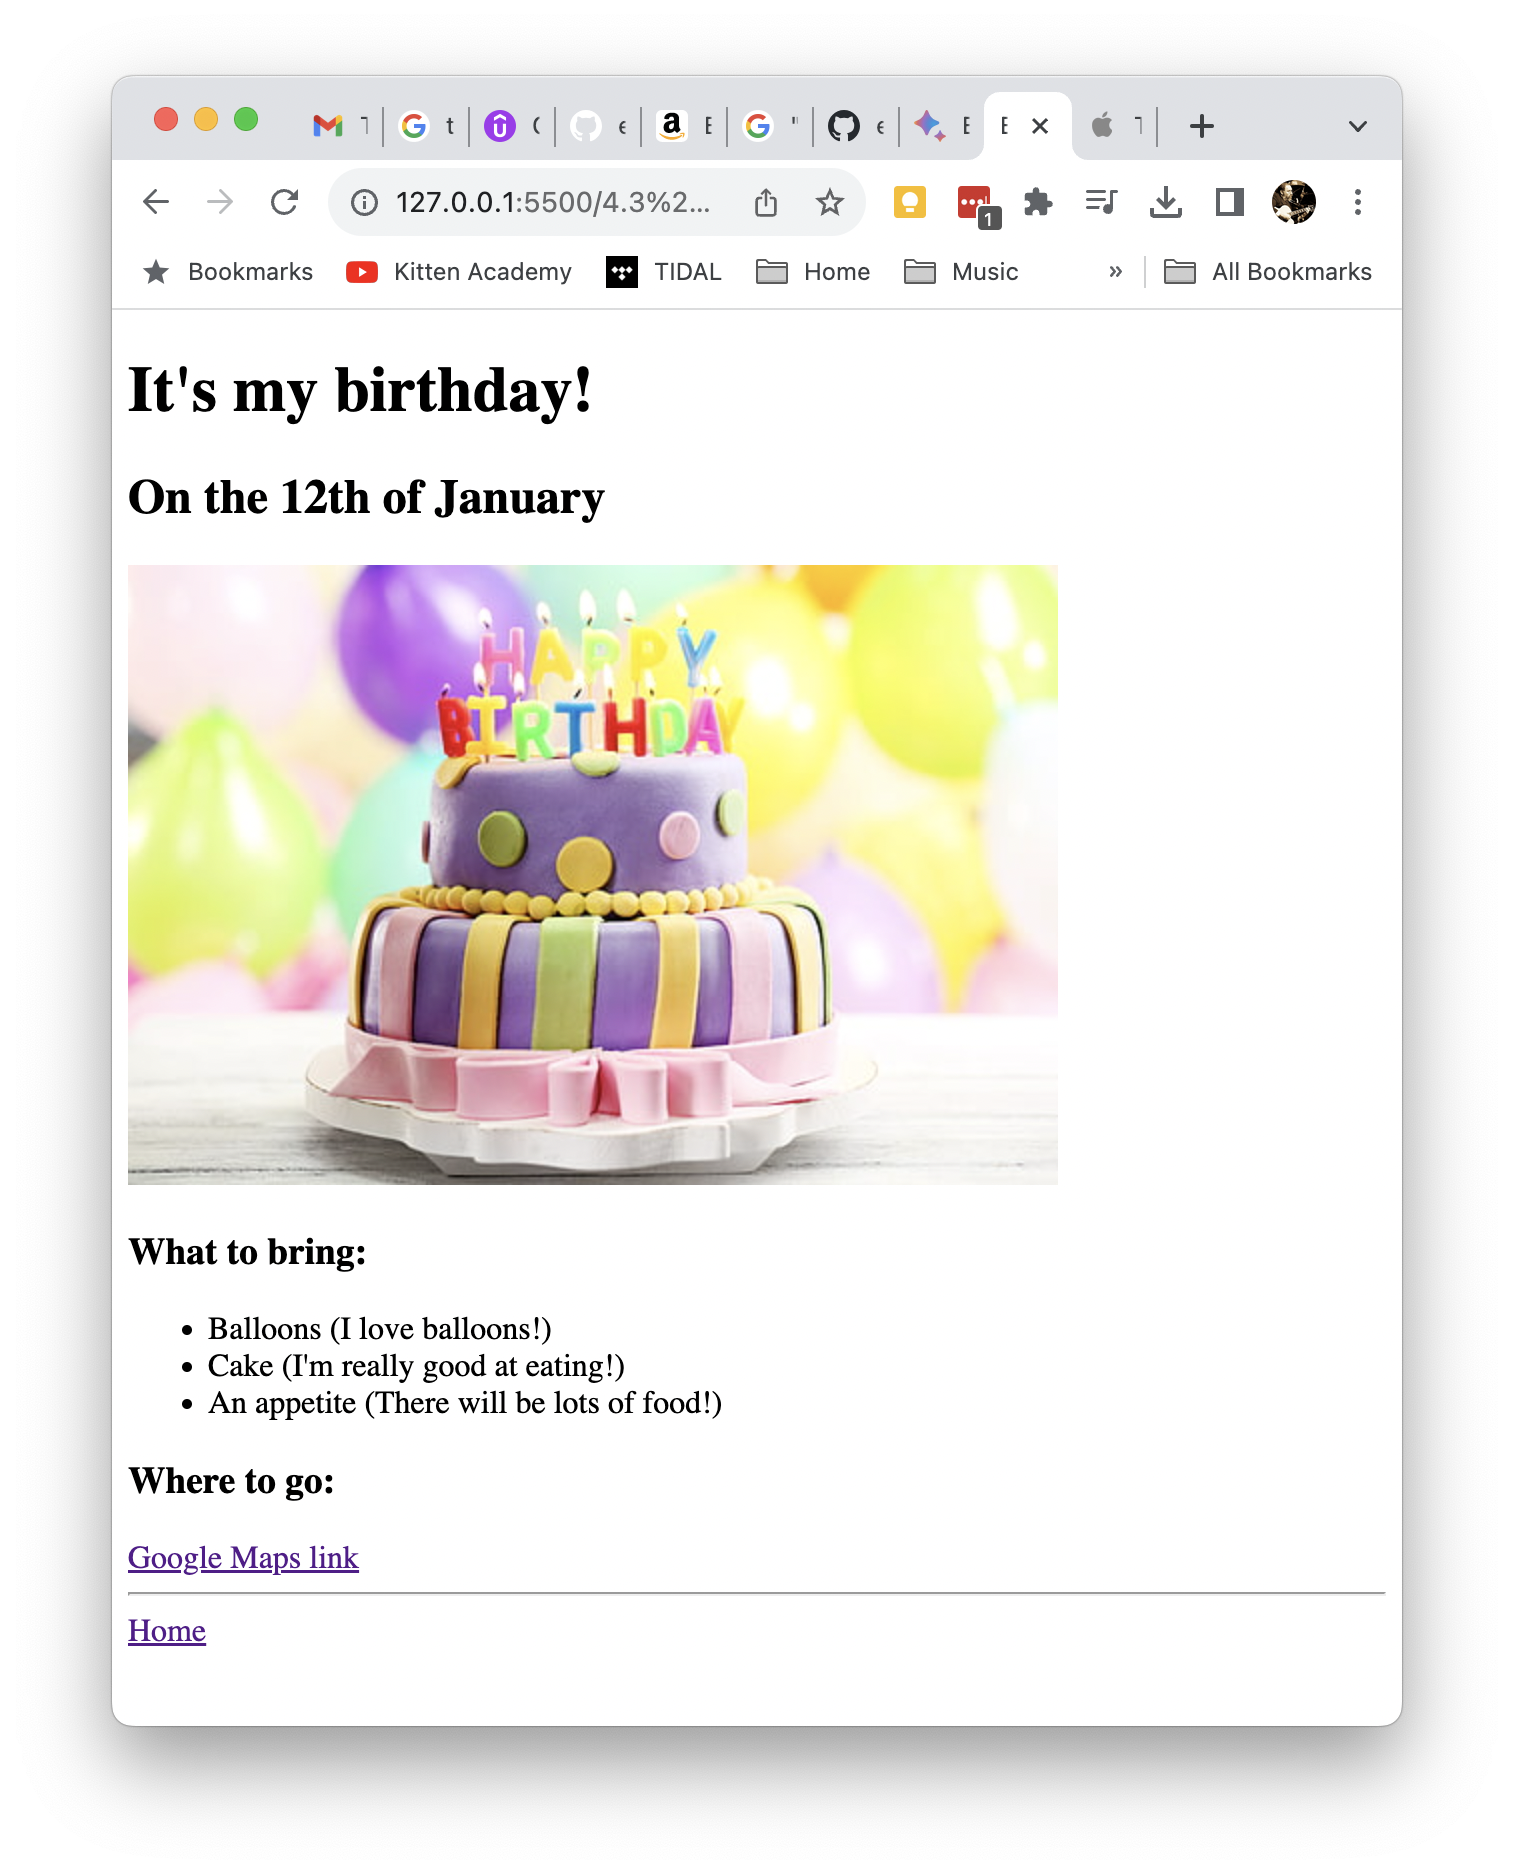 127.0.0.1:5500/4.3%2...
1
Bookmarks Kitten Academy TIDAL Home Music » All Bookmarks
It's my birthday!
On the 12th of January
HAPPY
BIRTHDAY
What to bring:
• Balloons (I love balloons!)
• Cake (I'm really good at eating!)
• An appetite (There will be lots of food!)
Where to go:
Google Maps link
Home